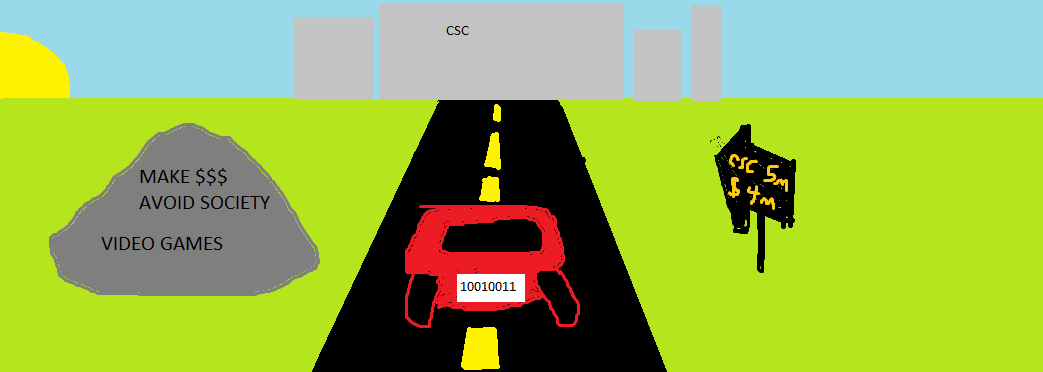 CSC
MAKE $$$
AVOID SOCIETY
VIDEO GAMES
CSC 5m
$ 4m
10010011